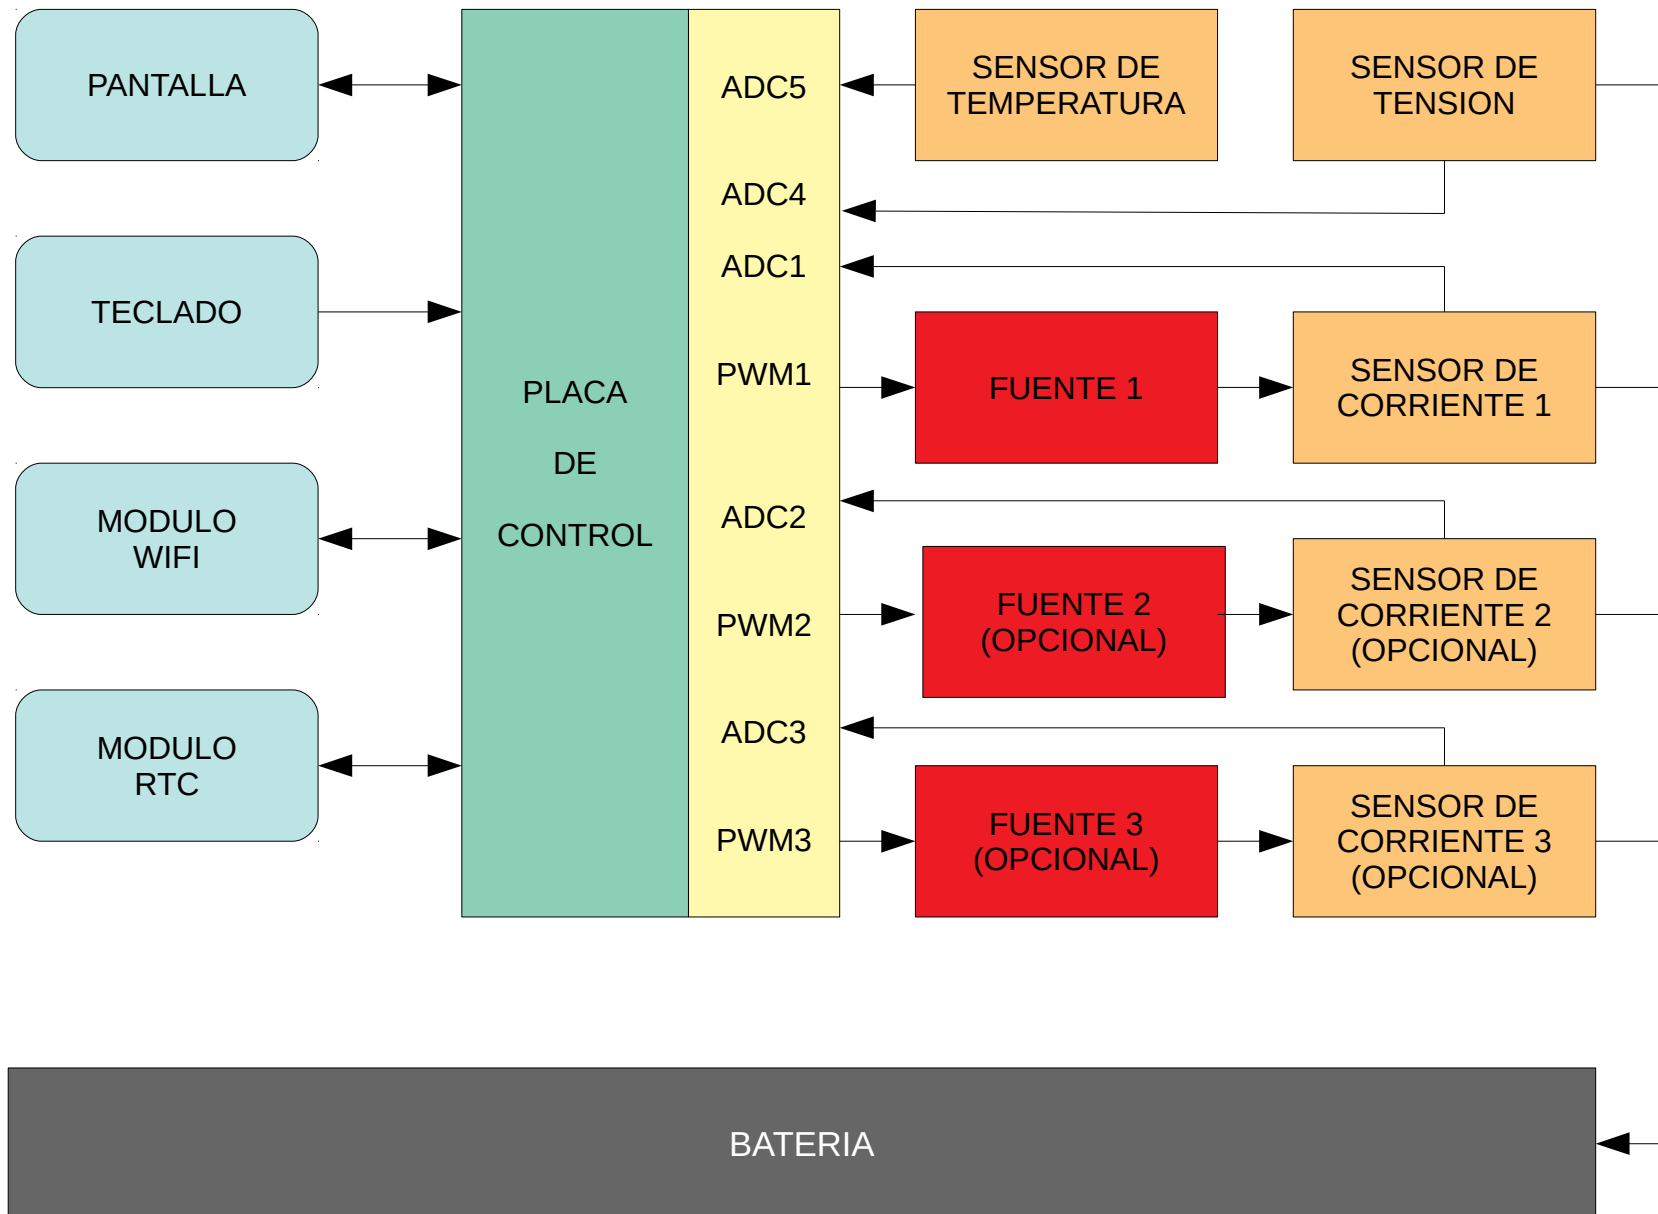 PANTALLA
TECLADO
MODULO
WIFI
MODULO
RTC
PLACA
DE
CONTROL
ADC5
ADC4
ADC1
PWM1
ADC2
PWM2
ADC3
PWM3
SENSOR DE
TEMPERATURA
SENSOR DE
TENSION
FUENTE 1
SENSOR DE
CORRIENTE 1
FUENTE 2
(OPCIONAL)
SENSOR DE
CORRIENTE 2
(OPCIONAL)
FUENTE 3
(OPCIONAL)
SENSOR DE
CORRIENTE 3
(OPCIONAL)
BATERIA